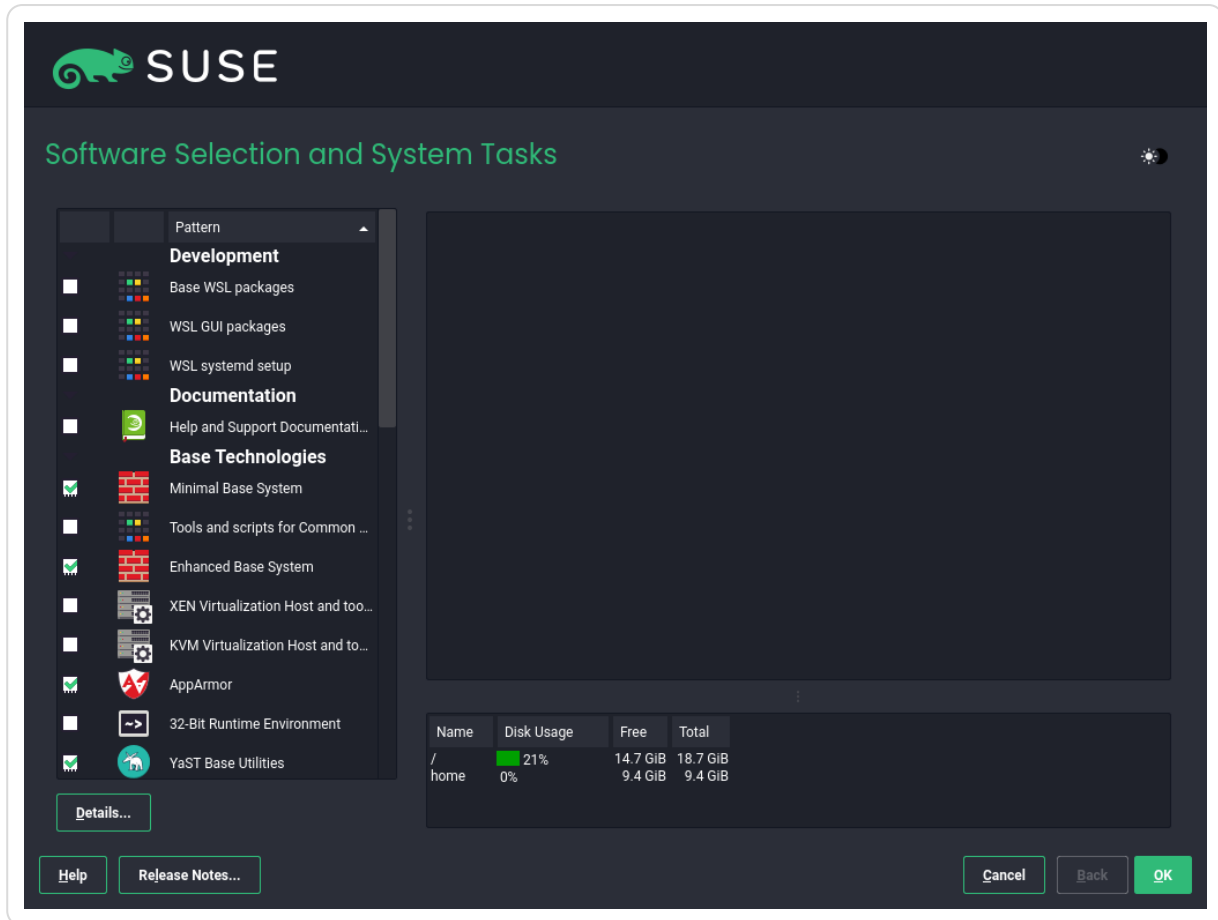 SUSE
Software Selection and System Tasks
Pattern
Development
Base WSL packages
WSL GUI packages
WSL systemd setup
Documentation
Help and Support Documentati...
Base Technologies
Minimal Base System
Tools and scripts for Common ...
Enhanced Base System
XEN Virtualization Host and too...
KVM Virtualization Host and to...
AppArmor
32-Bit Runtime Environment
YaST Base Utilities
Name Disk Usage Free Total
/ 21% 14.7 GiB 18.7 GiB
home 0% 9.4 GiB 9.4 GiB
Details...
Help Release Notes... Cancel Back OK